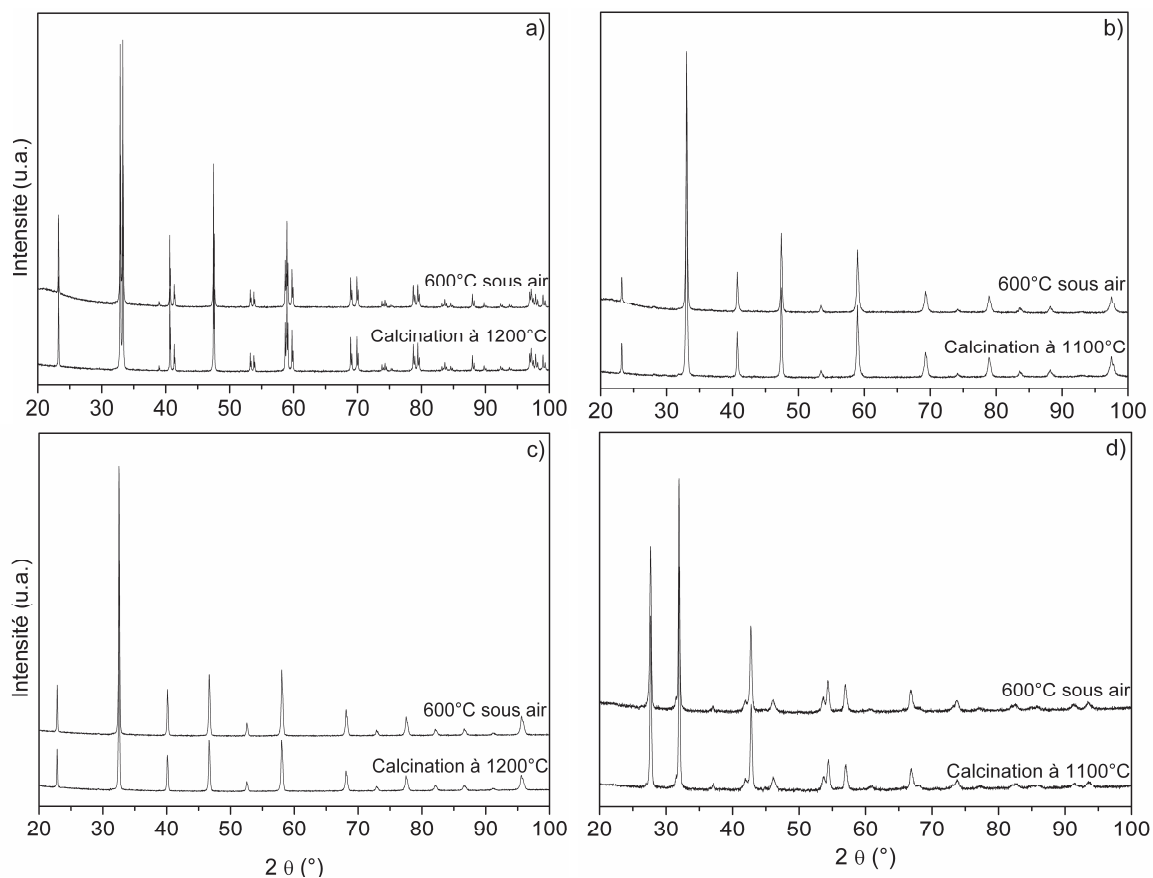 a)
Intensité (u.a.)
600°C sous air
Calcination à 1200°C
20 30 40 50 60 70 80 90 100
b)
600°C sous air
Calcination à 1100°C
20 30 40 50 60 70 80 90 100
c)
Intensité (u.a.)
600°C sous air
Calcination à 1200°C
20 30 40 50 60 70 80 90 100
2 θ (°)
d)
600°C sous air
Calcination à 1100°C
20 30 40 50 60 70 80 90 100
2 θ (°)